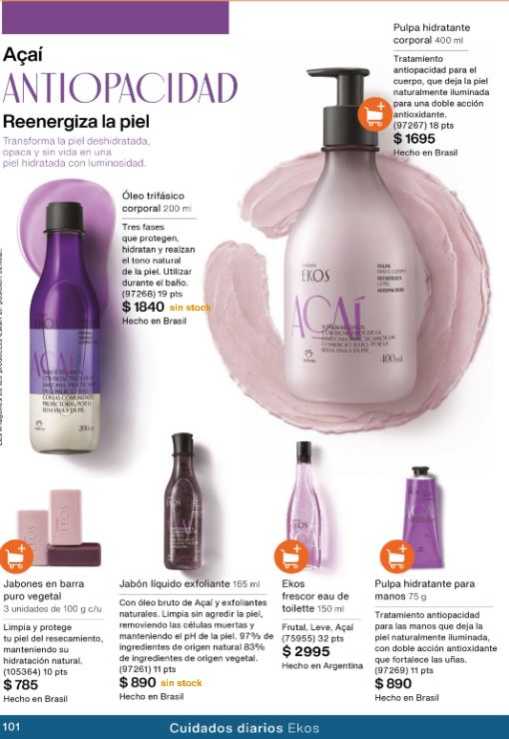 Açaí
ANTIOPACIDAD
Reenergiza la piel
Transforma la piel deshidratada,
opaca y sin vida en una
piel hidratada con luminosidad.
Pulpa hidratante
corporal 400 ml
Tratamiento
antiopacidad para el
cuerpo, que deja la piel
naturalmente iluminada
para una doble acción
antioxidante.
(97267) 18 pts
$ 1695
Hecho en Brasil
Óleo trifásico
corporal 200 ml
Tres fases
que protegen,
hidratan y realzan
el tono natural
de la piel. Utilizar
durante el baño.
(97268) 19 pts
$ 1840 sin stock
Hecho en Brasil
EKOS
AÇAÍ
400ml
AÇAÍ
EKOS
Jabones en barra
puro vegetal
3 unidades de 100 g c/u
Limpia y protege
tu piel del resecamiento,
manteniendo su
hidratación natural.
(105364) 10 pts
$ 785
Hecho en Brasil
Jabón líquido exfoliante 165 ml
Con óleo bruto de Açaí y exfoliantes
naturales. Limpia sin agredir la piel,
removiendo las células muertas y
manteniendo el pH de la piel. 97% de
ingredientes de origen natural 83%
de ingredientes de origen vegetal.
(97261) 11 pts
$ 890 sin stock
Hecho en Brasil
Ekos
frescor eau de
toilette 150 ml
Frutal, Leve, Açaí
(75955) 32 pts
$ 2995
Hecho en Argentina
Pulpa hidratante para
manos 75 g
Tratamiento antiopacidad
para las manos que deja la
piel naturalmente iluminada,
con doble acción antioxidante
que fortalece las uñas.
(97269) 11 pts
$ 890
Hecho en Brasil
101
Cuidados diarios Ekos